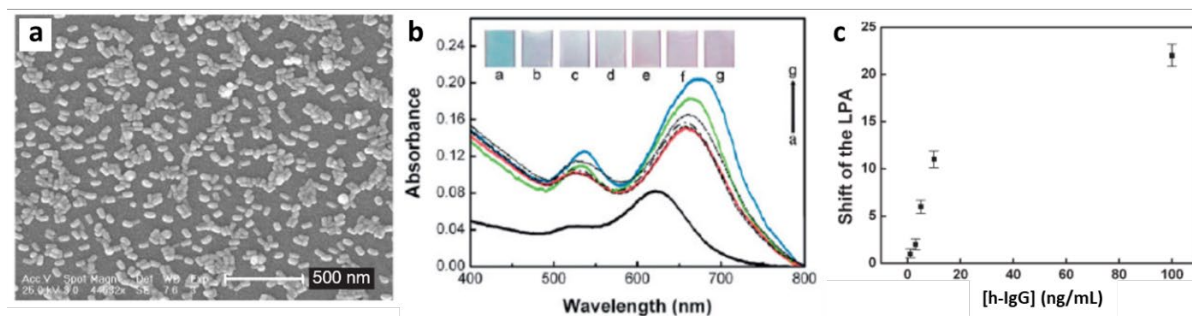 a
Acc V Spot Magn Det WD Exp
500 nm
b
Absorbance
0.24
0.20
0.16
0.12
0.08
0.04
0.00
a b c d e f g
g
a
400 500 600 700 800
Wavelength (nm)
c
Shift of the LPA
25
20
15
10
5
0
0 20 40 60 80 100
[h-IgG] (ng/mL)